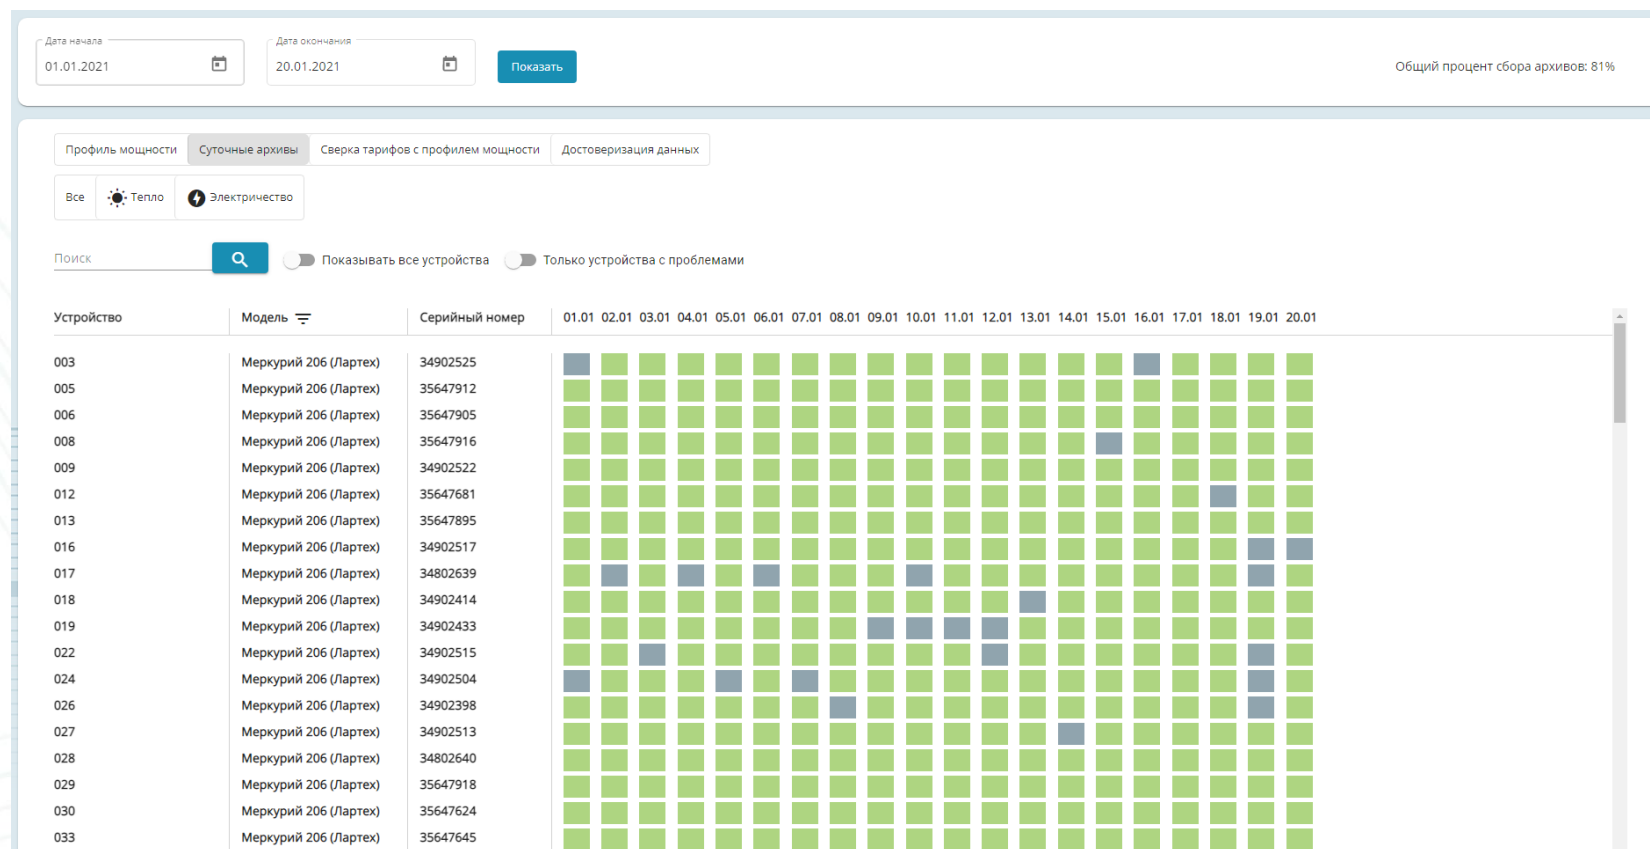 Дата начала
Дата окончания
01.01.2021
20.01.2021
Показать
Общий процент сбора архивов: 81%
Профиль мощности Суточные архивы Сверка тарифов с профилем мощности Достоверизация данных
Все Тепло Электричество
Поиск Показывать все устройства Только устройства с проблемами
Устройство Модель Серийный номер 01.01 02.01 03.01 04.01 05.01 06.01 07.01 08.01 09.01 10.01 11.01 12.01 13.01 14.01 15.01 16.01 17.01 18.01 19.01 20.01
003 Меркурий 206 (Лартех) 34902525
005 Меркурий 206 (Лартех) 35647912
006 Меркурий 206 (Лартех) 35647905
008 Меркурий 206 (Лартех) 35647916
009 Меркурий 206 (Лартех) 34902522
012 Меркурий 206 (Лартех) 35647681
013 Меркурий 206 (Лартех) 35647895
016 Меркурий 206 (Лартех) 34902517
017 Меркурий 206 (Лартех) 34802639
018 Меркурий 206 (Лартех) 34902414
019 Меркурий 206 (Лартех) 34902433
022 Меркурий 206 (Лартех) 34902515
024 Меркурий 206 (Лартех) 34902504
026 Меркурий 206 (Лартех) 34902398
027 Меркурий 206 (Лартех) 34902513
028 Меркурий 206 (Лартех) 34802640
029 Меркурий 206 (Лартех) 35647918
030 Меркурий 206 (Лартех) 35647624
033 Меркурий 206 (Лартех) 35647645